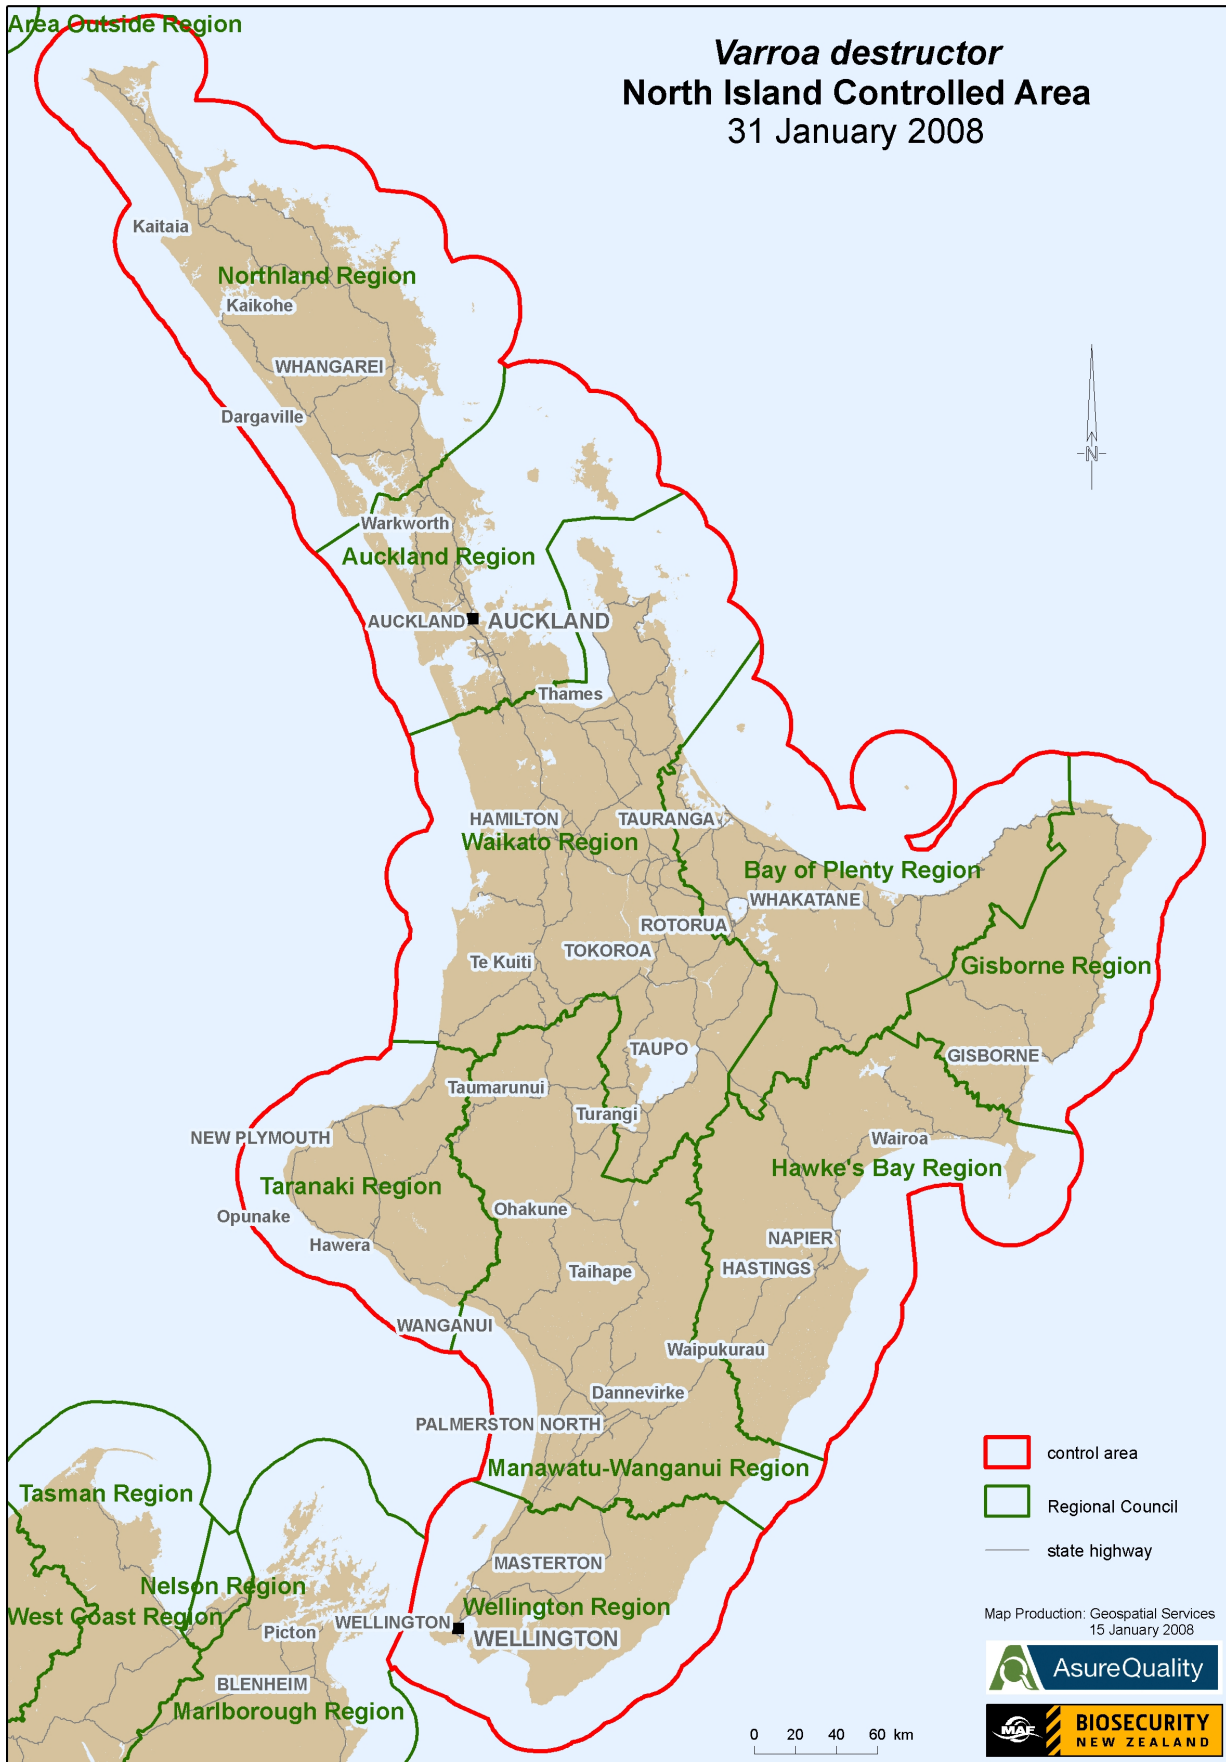 Area Outside Region
Varroa destructor
North Island Controlled Area
31 January 2008
Kaitaia
Northland Region
Kaikohe
WHANGAREI
Dargaville
N
Warkworth
Auckland Region
AUCKLAND
AUCKLAND
Thames
HAMILTON
TAURANGA
Waikato Region
Bay of Plenty Region
WHAKATANE
ROTORUA
TOKOROA
Te Kuiti
Gisborne Region
TAUPO
GISBORNE
Taumarunui
Turangi
NEW PLYMOUTH
Wairoa
Hawke's Bay Region
Taranaki Region
Ohakune
Opunake
NAPIER
Hawera
HASTINGS
Taihape
WANGANUI
Waipukurau
Dannevirke
PALMERSTON NORTH
Manawatu-Wanganui Region
control area
Tasman Region
Regional Council
state highway
MASTERTON
Nelson Region
Wellington Region
West Coast Region
WELLINGTON
Picton
WELLINGTON
BLENHEIM
Marlborough Region
Map Production: Geospatial Services
15 January 2008
AsureQuality
MAF
BIOSECURITY
NEW ZEALAND
0 20 40 60 km